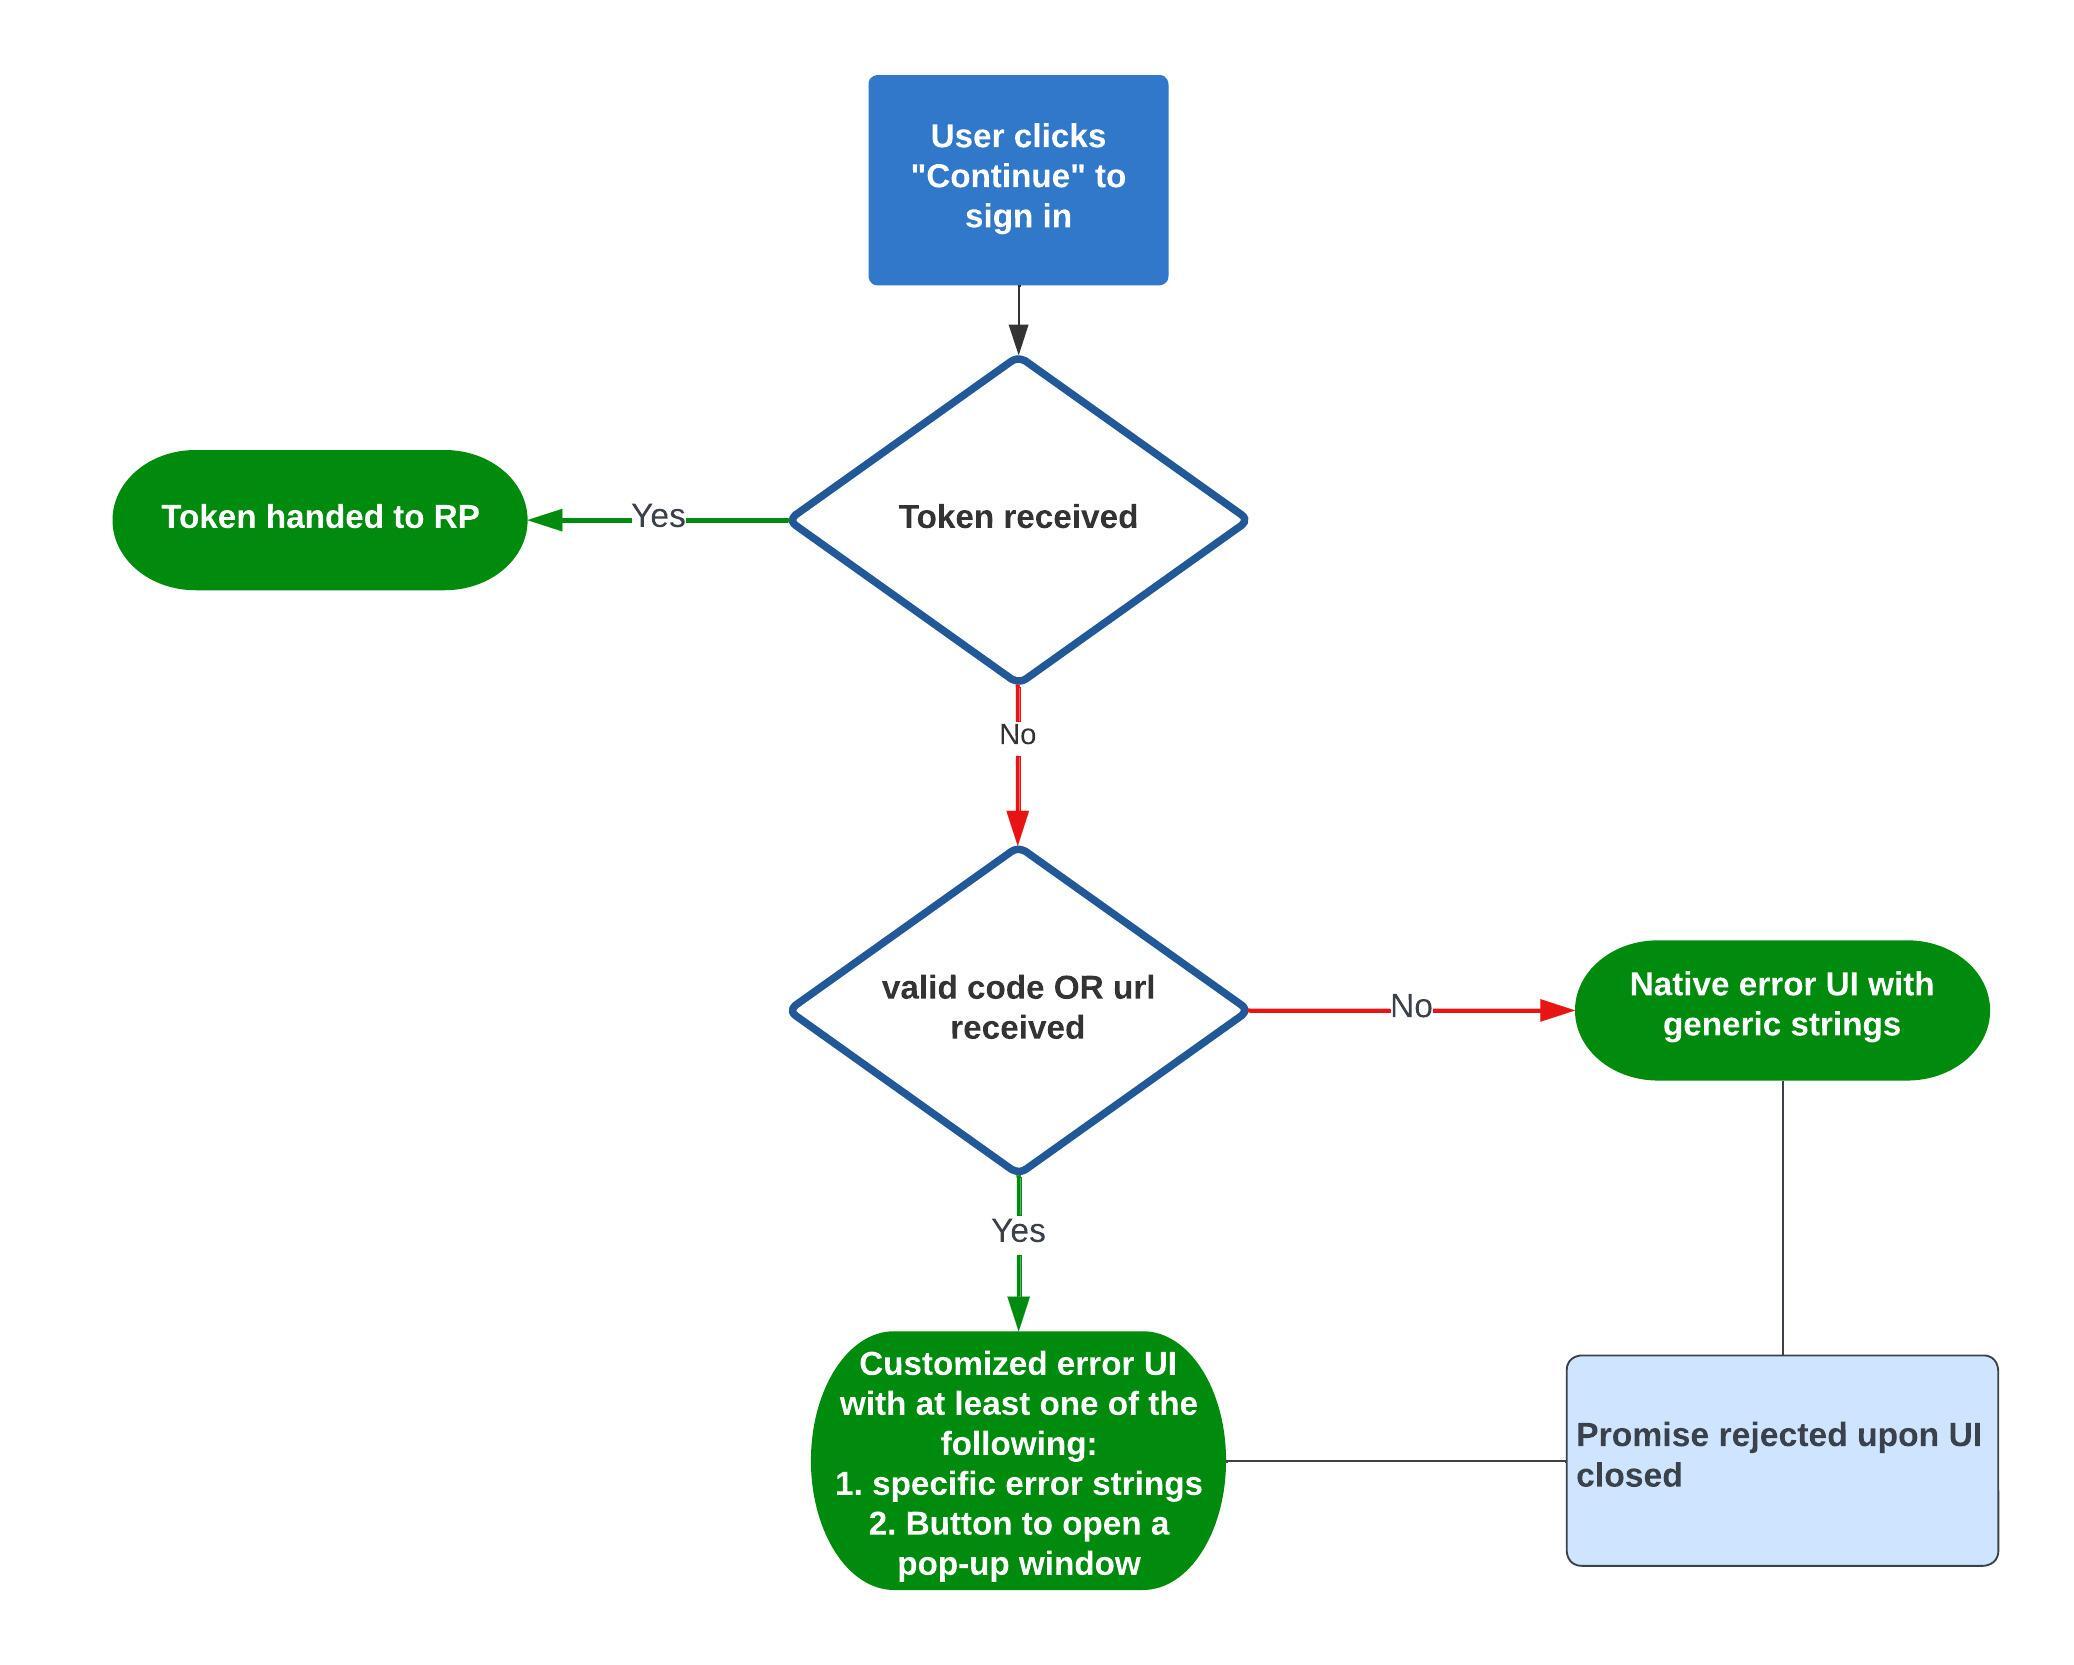 User clicks
"Continue" to
sign in
Token received
Yes
Token handed to RP
No
valid code OR url
received
No
Native error UI with
generic strings
Yes
Customized error UI
with at least one of the
following:
1. specific error strings
2. Button to open a
pop-up window
Promise rejected upon UI
closed